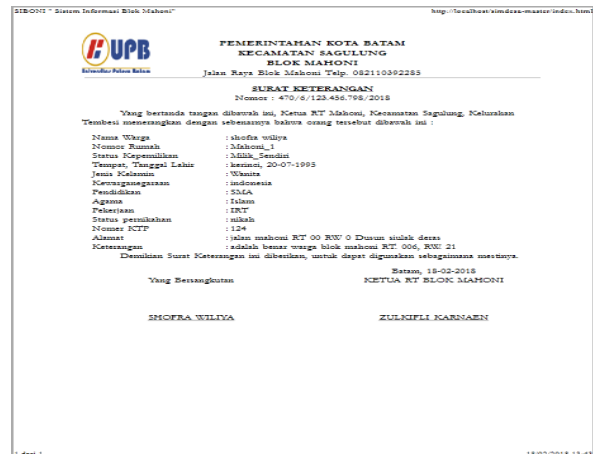 SIBONI " Sistem Informasi Blok Mahoni"
http://localhost/simdesa-master/index.html
UPB
Universitas Putera Batam
PEMERINTAHAN KOTA BATAM
KECAMATAN SAGULUNG
BLOK MAHONI
Jalan Raya Blok Mahoni Telp. 082110392285
SURAT KETERANGAN
Nomor : 470/6/123.456.798/2018
Yang bertanda tangan dibawah ini, Ketua RT Mahoni, Kecamatan Sagulung, Kelurahan
Tembesi menerangkan dengan sebenarnya bahwa orang tersebut dibawah ini :
Nama Warga : shofra wiliya
Nomor Rumah : Mahoni_1
Status Kepemilikan : Milik_Sendiri
Tempat, Tanggal Lahir : kerinci, 20-07-1995
Jenis Kelamin : Wanita
Kewarganegaraan : indonesia
Pendidikan : SMA
Agama : Islam
Pekerjaan : IRT
Status pernikahan : nikah
Nomer KTP : 124
Alamat : jalan mahoni RT 00 RW 0 Dusun siulak deras
Keterangan : adalah benar warga blok mahoni RT. 006, RW. 21
Demikian Surat Keterangan ini diberikan, untuk dapat digunakan sebagaimana mestinya.
Batam, 18-02-2018
Yang Bersangkutan
KETUA RT BLOK MAHONI
SHOFRA WILIYA
ZULKIFLI KARNAEN
1 dari 1